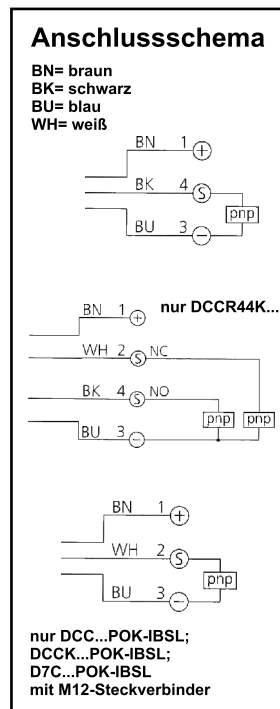 Anschlussschema
BN= braun
BK= schwarz
BU= blau
WH= weiß
BN 1 +
BK 4 S
pnp
BU 3 −
BN 1 + nur DCCR44K...
WH 2 S NC
BK 4 S NO
pnp pnp
BU 3 −
BN 1 +
WH 2 S
pnp
BU 3 −
nur DCC...POK-IBSL;
DCCK...POK-IBSL;
D7C...POK-IBSL
mit M12-Steckverbinder